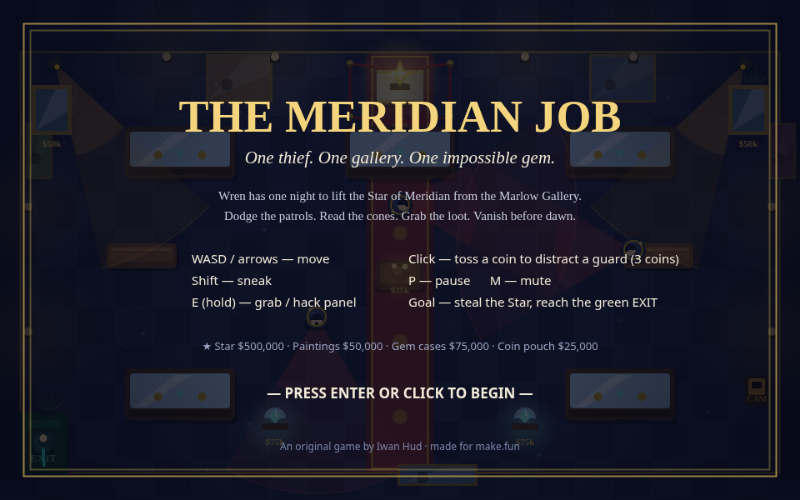 THE MERIDIAN JOB
One thief. One gallery. One impossible gem.
Wren has one night to lift the Star of Meridian from the Marlow Gallery.
Dodge the patrols. Read the cones. Grab the loot. Vanish before dawn.
WASD / arrows — move
Click — toss a coin to distract a guard (3 coins)
Shift — sneak
P — pause M — mute
E (hold) — grab / hack panel
Goal — steal the Star, reach the green EXIT
★ Star $500,000 · Paintings $50,000 · Gem cases $75,000 · Coin pouch $25,000
— PRESS ENTER OR CLICK TO BEGIN —
An original game by Iwan Hud · made for make.fun
$50k
$50k
$25k
CAM
$75k
$75k
EXIT